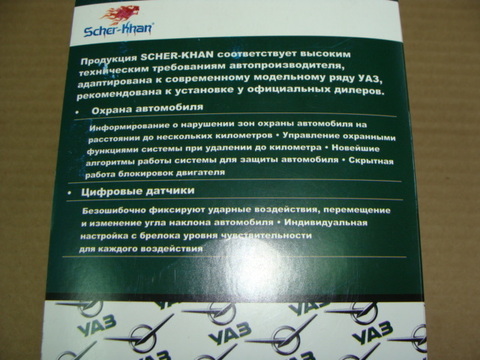 Scher-Khan
Продукция SCHER-KHAN соответствует высоким
техническим требованиям автопроизводителя,
адаптирована к современному модельному ряду УАЗ,
рекомендована к установке у официальных дилеров.
• Охрана автомобиля
Информирование о нарушении зон охраны автомобиля на
расстоянии до нескольких километров • Управление охранными
функциями системы при удалении до километра • Новейшие
алгоритмы работы системы для защиты автомобиля • Скрытная
работа блокировок двигателя
• Цифровые датчики
Безошибочно фиксируют ударные воздействия, перемещение
и изменение угла наклона автомобиля • Индивидуальная
настройка с брелока уровня чувствительности
для каждого воздействия
УАЗ УАЗ УАЗ